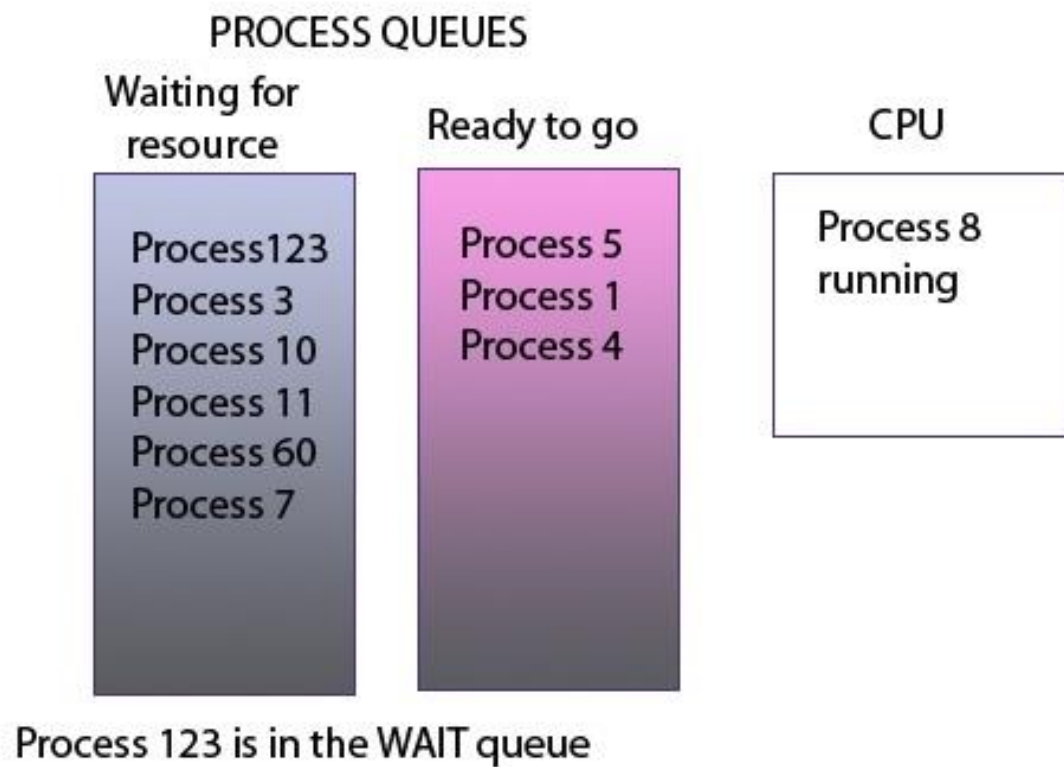 PROCESS QUEUES
Waiting for
resource
Process123
Process 3
Process 10
Process 11
Process 60
Process 7
Ready to go
Process 5
Process 1
Process 4
CPU
Process 8
running
Process 123 is in the WAIT queue